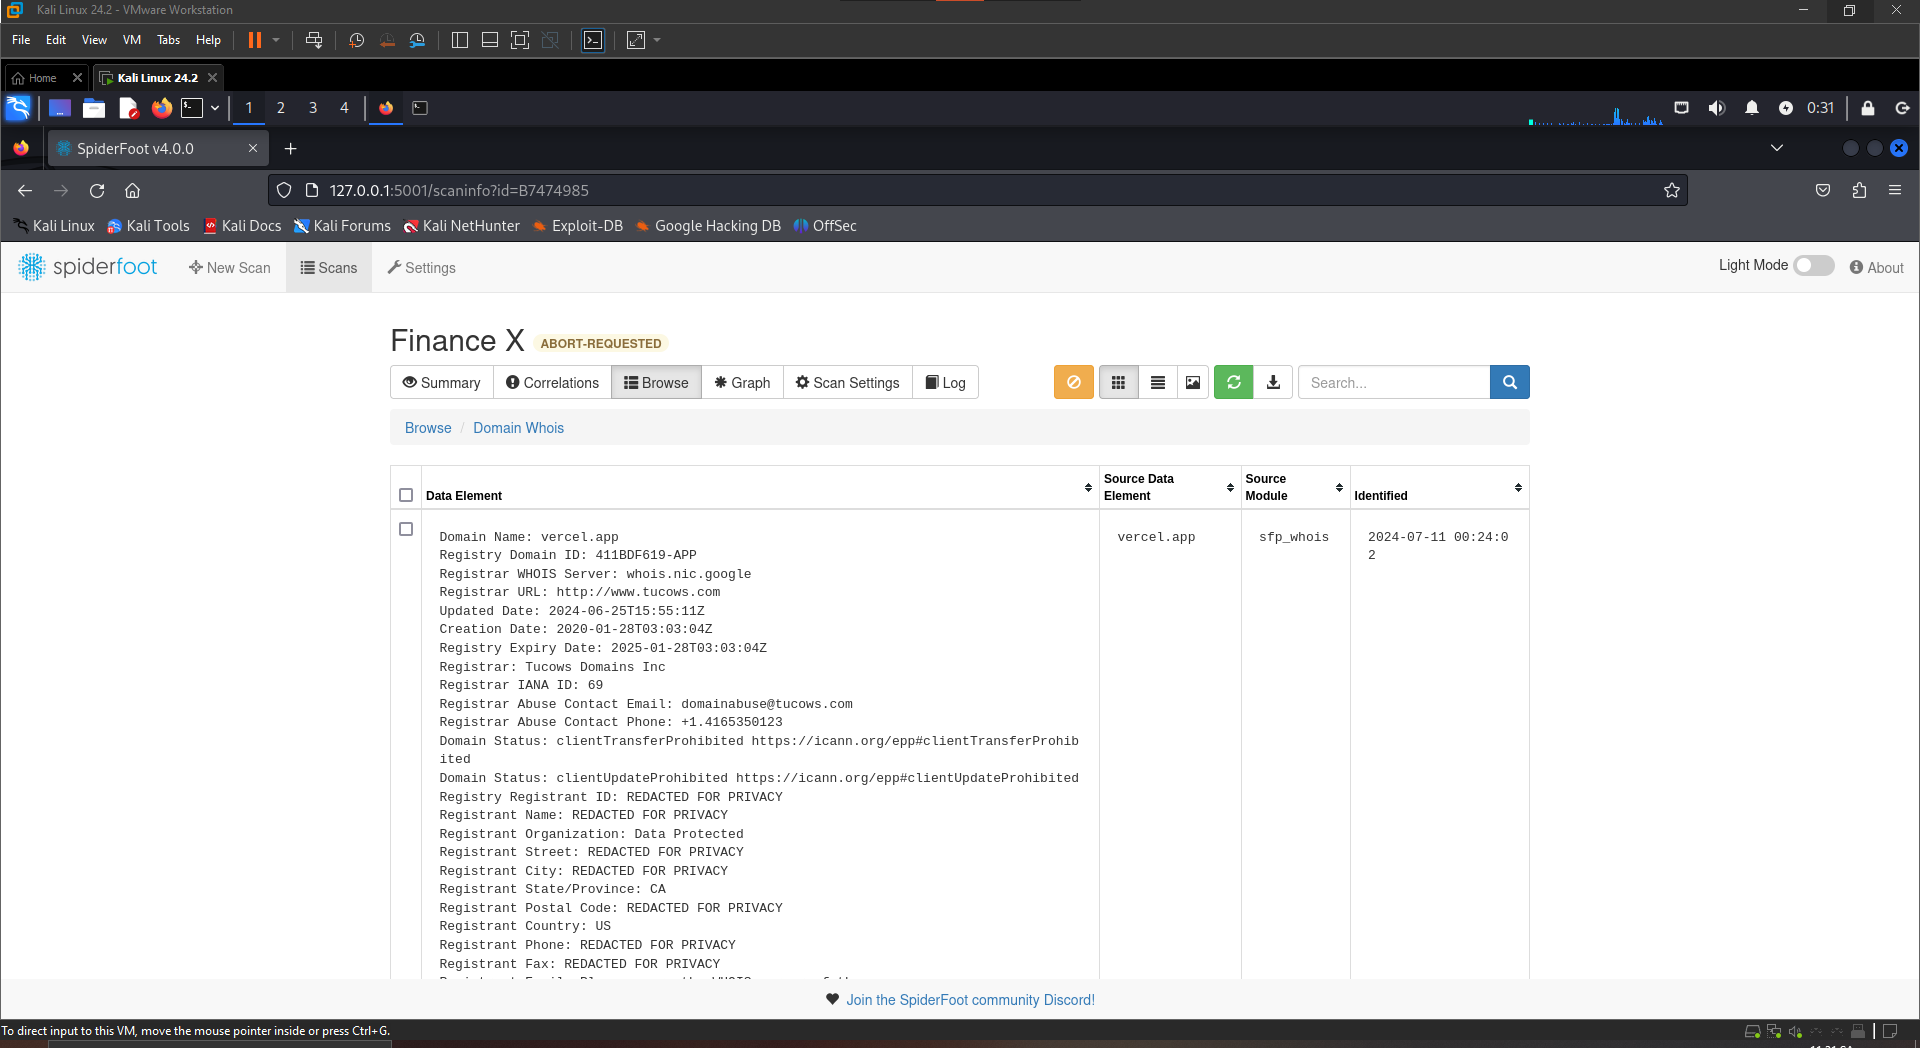 Kali Linux 24.2 - VMware Workstation
File Edit View VM Tabs Help
Home Kali Linux 24.2
1 2 3 4 0:31
SpiderFoot v4.0.0
127.0.0.1:5001/scaninfo?id=B7474985
Kali Linux Kali Tools Kali Docs Kali Forums Kali NetHunter Exploit-DB Google Hacking DB OffSec
spiderfoot New Scan Scans Settings Light Mode About
Finance X ABORT-REQUESTED
Summary Correlations Browse Graph Scan Settings Log Search...
Browse / Domain Whois
Data Element Source Data Element Source Module Identified
Domain Name: vercel.app vercel.app sfp_whois 2024-07-11 00:24:0
Registry Domain ID: 411BDF619-APP 2
Registrar WHOIS Server: whois.nic.google
Registrar URL: http://www.tucows.com
Updated Date: 2024-06-25T15:55:11Z
Creation Date: 2020-01-28T03:03:04Z
Registry Expiry Date: 2025-01-28T03:03:04Z
Registrar: Tucows Domains Inc
Registrar IANA ID: 69
Registrar Abuse Contact Email: domainabuse@tucows.com
Registrar Abuse Contact Phone: +1.4165350123
Domain Status: clientTransferProhibited https://icann.org/epp#clientTransferProhib
ited
Domain Status: clientUpdateProhibited https://icann.org/epp#clientUpdateProhibited
Registry Registrant ID: REDACTED FOR PRIVACY
Registrant Name: REDACTED FOR PRIVACY
Registrant Organization: Data Protected
Registrant Street: REDACTED FOR PRIVACY
Registrant City: REDACTED FOR PRIVACY
Registrant State/Province: CA
Registrant Postal Code: REDACTED FOR PRIVACY
Registrant Country: US
Registrant Phone: REDACTED FOR PRIVACY
Registrant Fax: REDACTED FOR PRIVACY
Join the SpiderFoot community Discord!
To direct input to this VM, move the mouse pointer inside or press Ctrl+G.